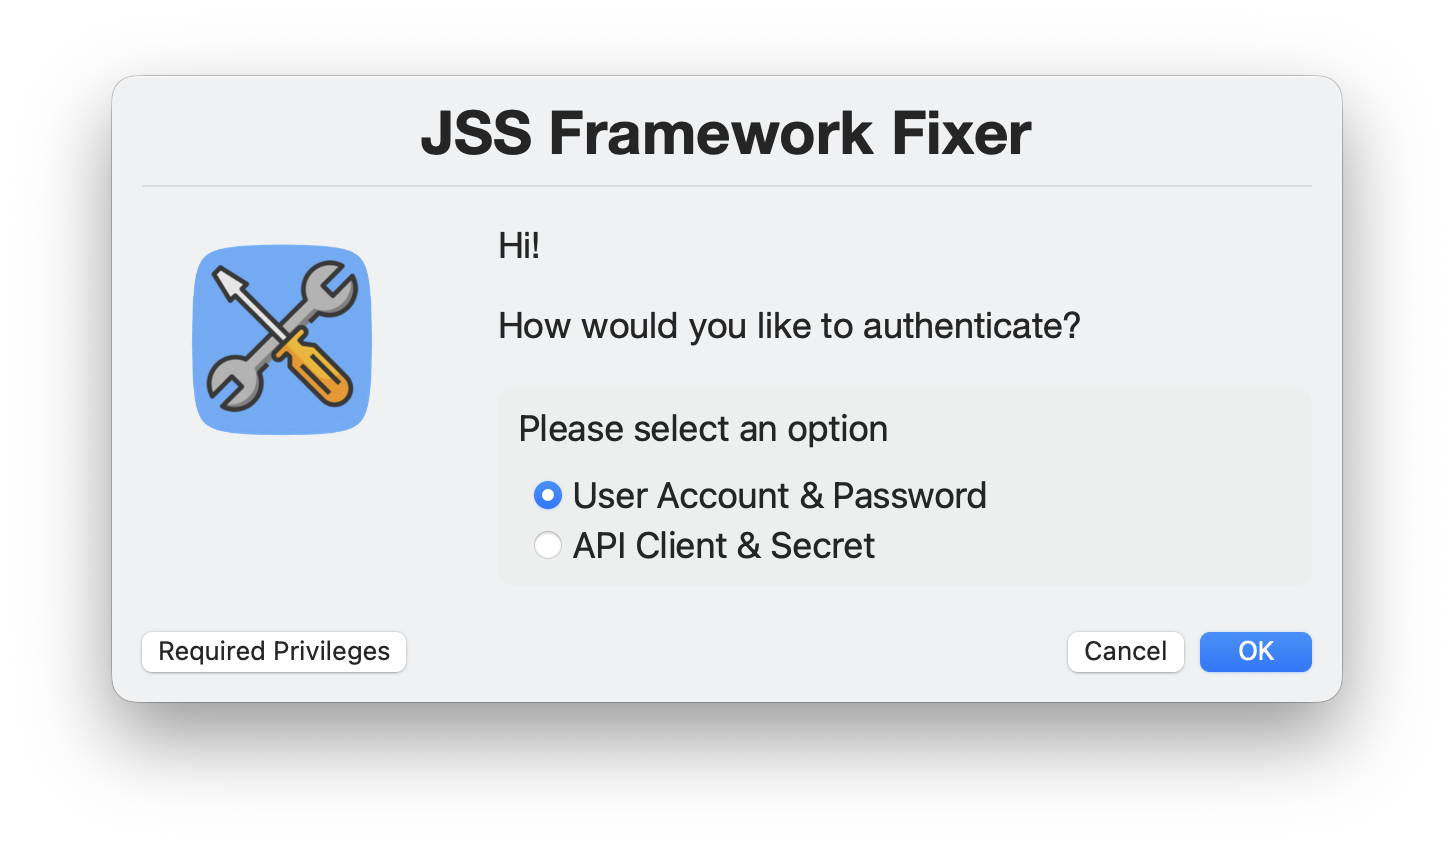 JSS Framework Fixer
Hi!
How would you like to authenticate?
Please select an option
User Account & Password
API Client & Secret
Required Privileges
Cancel
OK